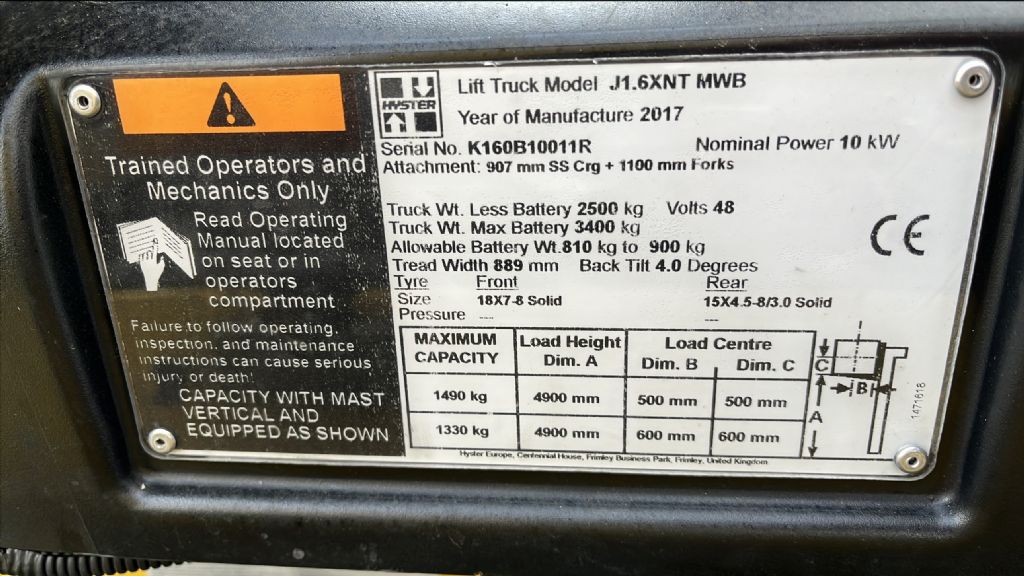 Trained Operators and
Mechanics Only
Read Operating
Manual located
on seat or in
operators
compartment
Failure to follow operating,
inspection, and maintenance
instructions can cause serious
injury or death!
CAPACITY WITH MAST
VERTICAL AND
EQUIPPED AS SHOWN
HYSTER
Lift Truck Model J1.6XNT MWB
Year of Manufacture 2017
Serial No. K160B10011R Nominal Power 10 kW
Attachment: 907 mm SS Crg + 1100 mm Forks
Truck Wt. Less Battery 2500 kg Volts 48
Truck Wt. Max Battery 3400 kg
Allowable Battery Wt. 810 kg to 900 kg
Tread Width 889 mm Back Tilt 4.0 Degrees
Tyre Front Rear
Size 18X7-8 Solid 15X4.5-8/3.0 Solid
Pressure --- ---
MAXIMUM CAPACITY Load Height Dim. A Load Centre Dim. B Dim. C
1490 kg 4900 mm 500 mm 500 mm
1330 kg 4900 mm 600 mm 600 mm
C
B
A
1471618
CE
Hyster Europe, Centennial House, Frimley Business Park, Frimley, United Kingdom